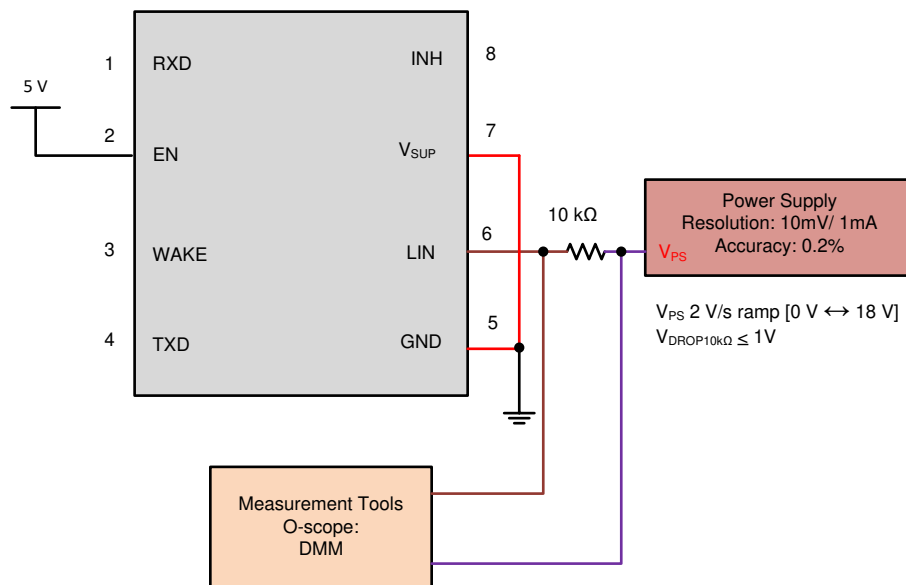 1
RXD
INH
8
5 V
2
EN
VSUP
7
3
WAKE
LIN
6
10 kΩ
Power Supply
Resolution: 10mV/ 1mA
Accuracy: 0.2%
VPS
4
TXD
GND
5
VPS 2 V/s ramp [0 V ↔ 18 V]
VDROP10kΩ ≤ 1V
Measurement Tools
O-scope:
DMM